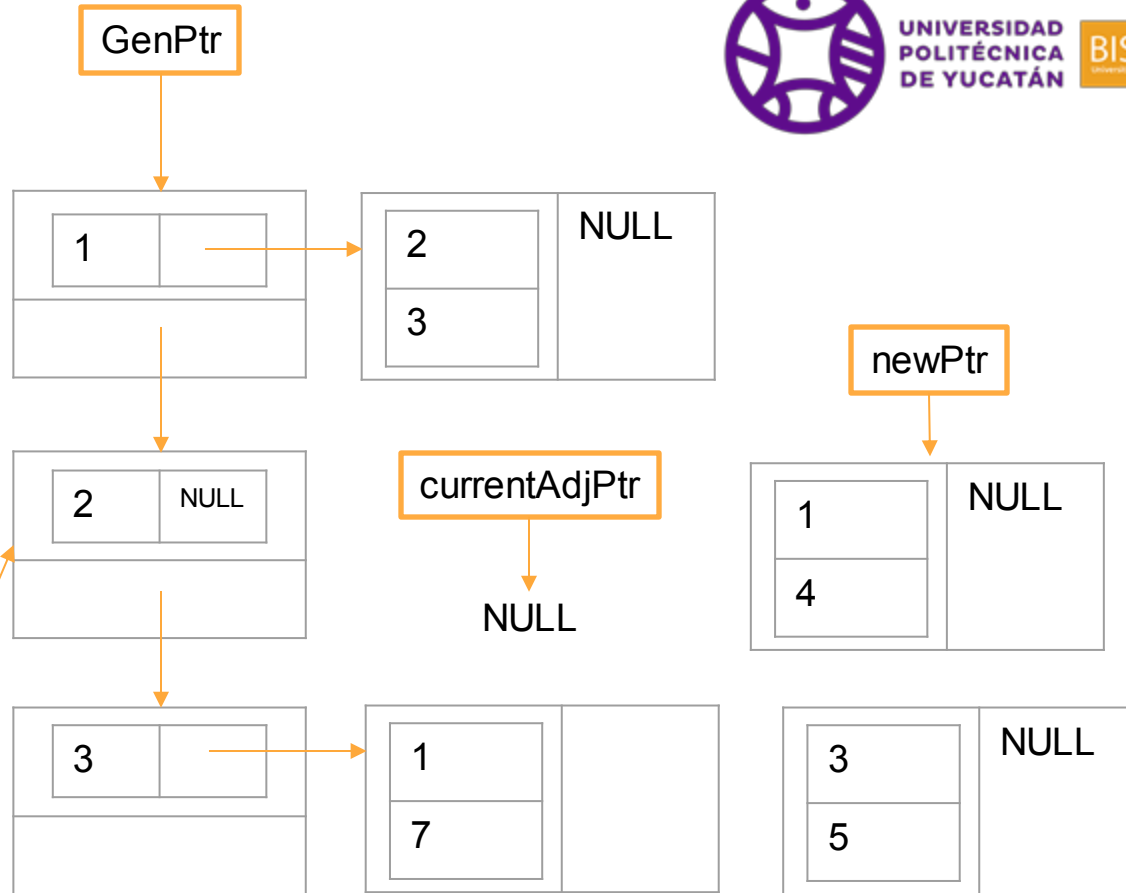 GenPtr
UNIVERSIDAD
POLITÉCNICA
DE YUCATÁN
1
2
NULL
3
newPtr
2
NULL
currentAdjPtr
NULL
1
NULL
4
3
1
7
3
NULL
5